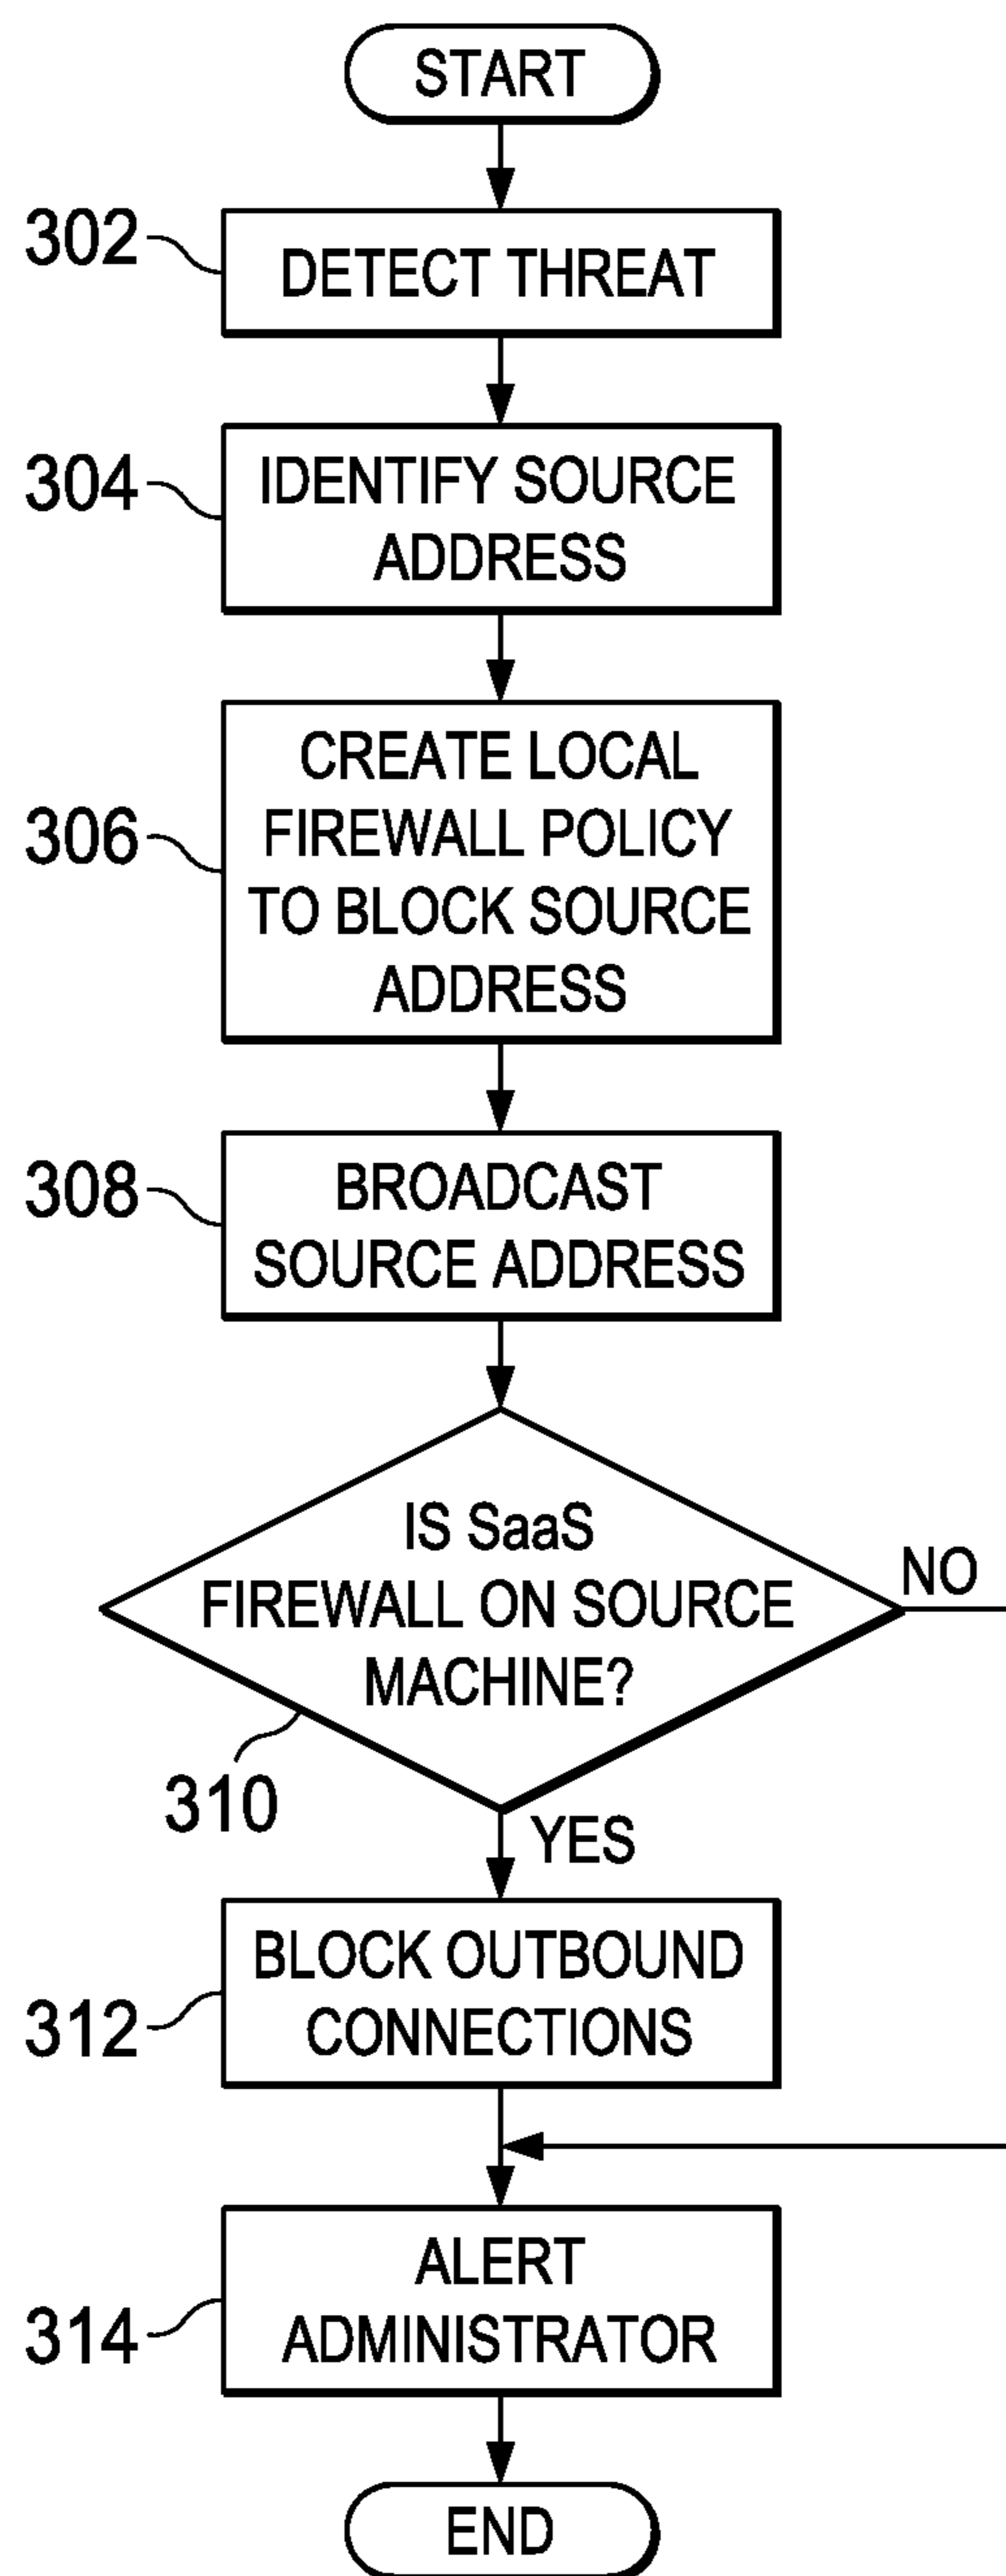 START
302
DETECT THREAT
304
IDENTIFY SOURCE
ADDRESS
306
CREATE LOCAL
FIREWALL POLICY
TO BLOCK SOURCE
ADDRESS
308
BROADCAST
SOURCE ADDRESS
IS SaaS
FIREWALL ON SOURCE
MACHINE?
NO
310
YES
312
BLOCK OUTBOUND
CONNECTIONS
314
ALERT
ADMINISTRATOR
END